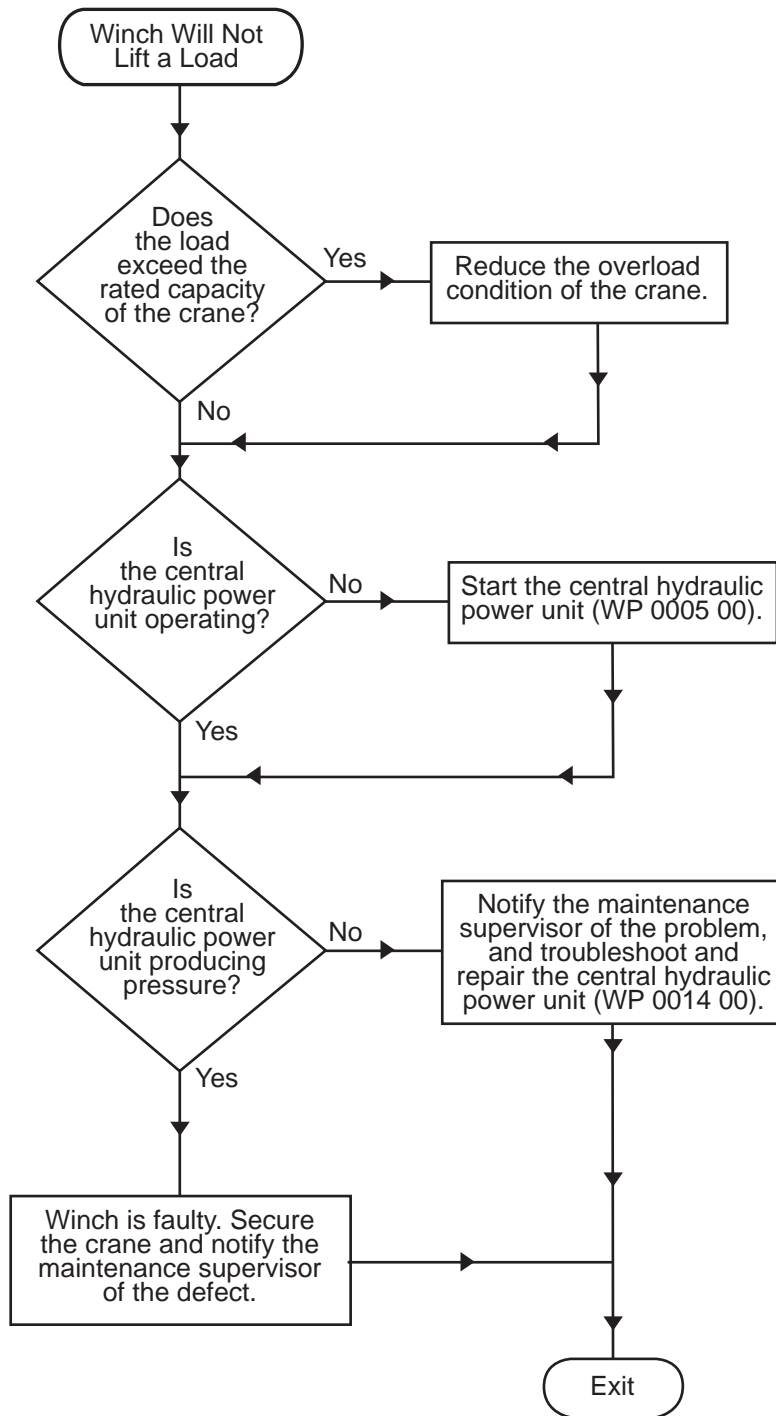 Winch Will Not
Lift a Load
Does
the load
exceed the
rated capacity
of the crane?
Yes
Reduce the overload
condition of the crane.
No
Is
the central
hydraulic power
unit operating?
No
Start the central hydraulic
power unit (WP 0005 00).
Yes
Is
the central
hydraulic power
unit producing
pressure?
No
Notify the maintenance
supervisor of the problem,
and troubleshoot and
repair the central hydraulic
power unit (WP 0014 00).
Yes
Winch is faulty. Secure
the crane and notify the
maintenance supervisor
of the defect.
Exit